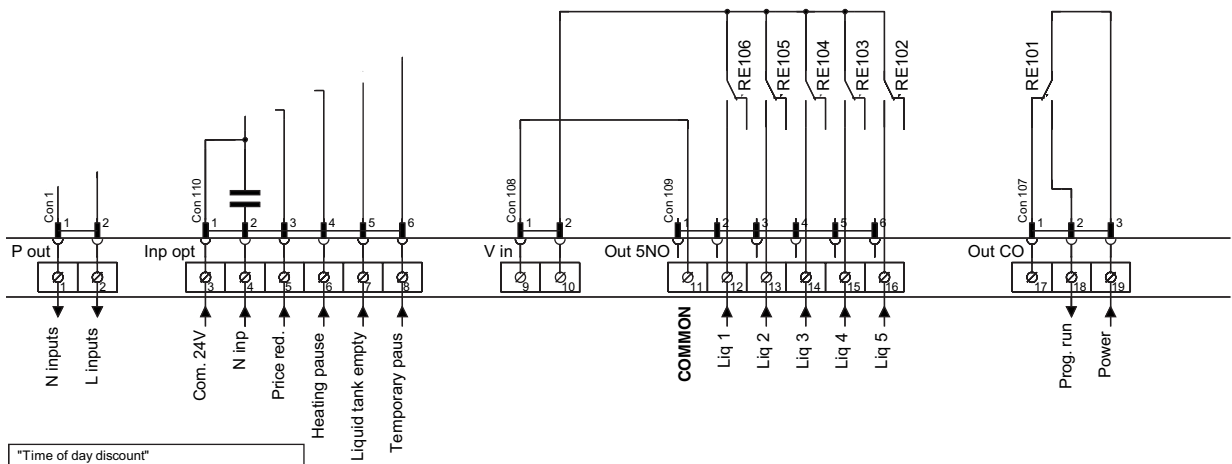 RE106
RE105
RE104
RE103
RE102
RE101
Con 1
1
2
Con 110
1
2
3
4
5
6
Con 108
1
2
Con 109
1
2
3
4
5
6
Con 107
1
2
3
P out
Inp opt
V in
Out 5NO
Out CO
1
2
3
4
5
6
7
8
9
10
11
12
13
14
15
16
17
18
19
N inputs
L inputs
Com. 24V
N inp
Price red.
Heating pause
Liquid tank empty
Temporary paus
COMMON
Liq 1
Liq 2
Liq 3
Liq 4
Liq 5
Prog. run
Power
"Time of day discount"